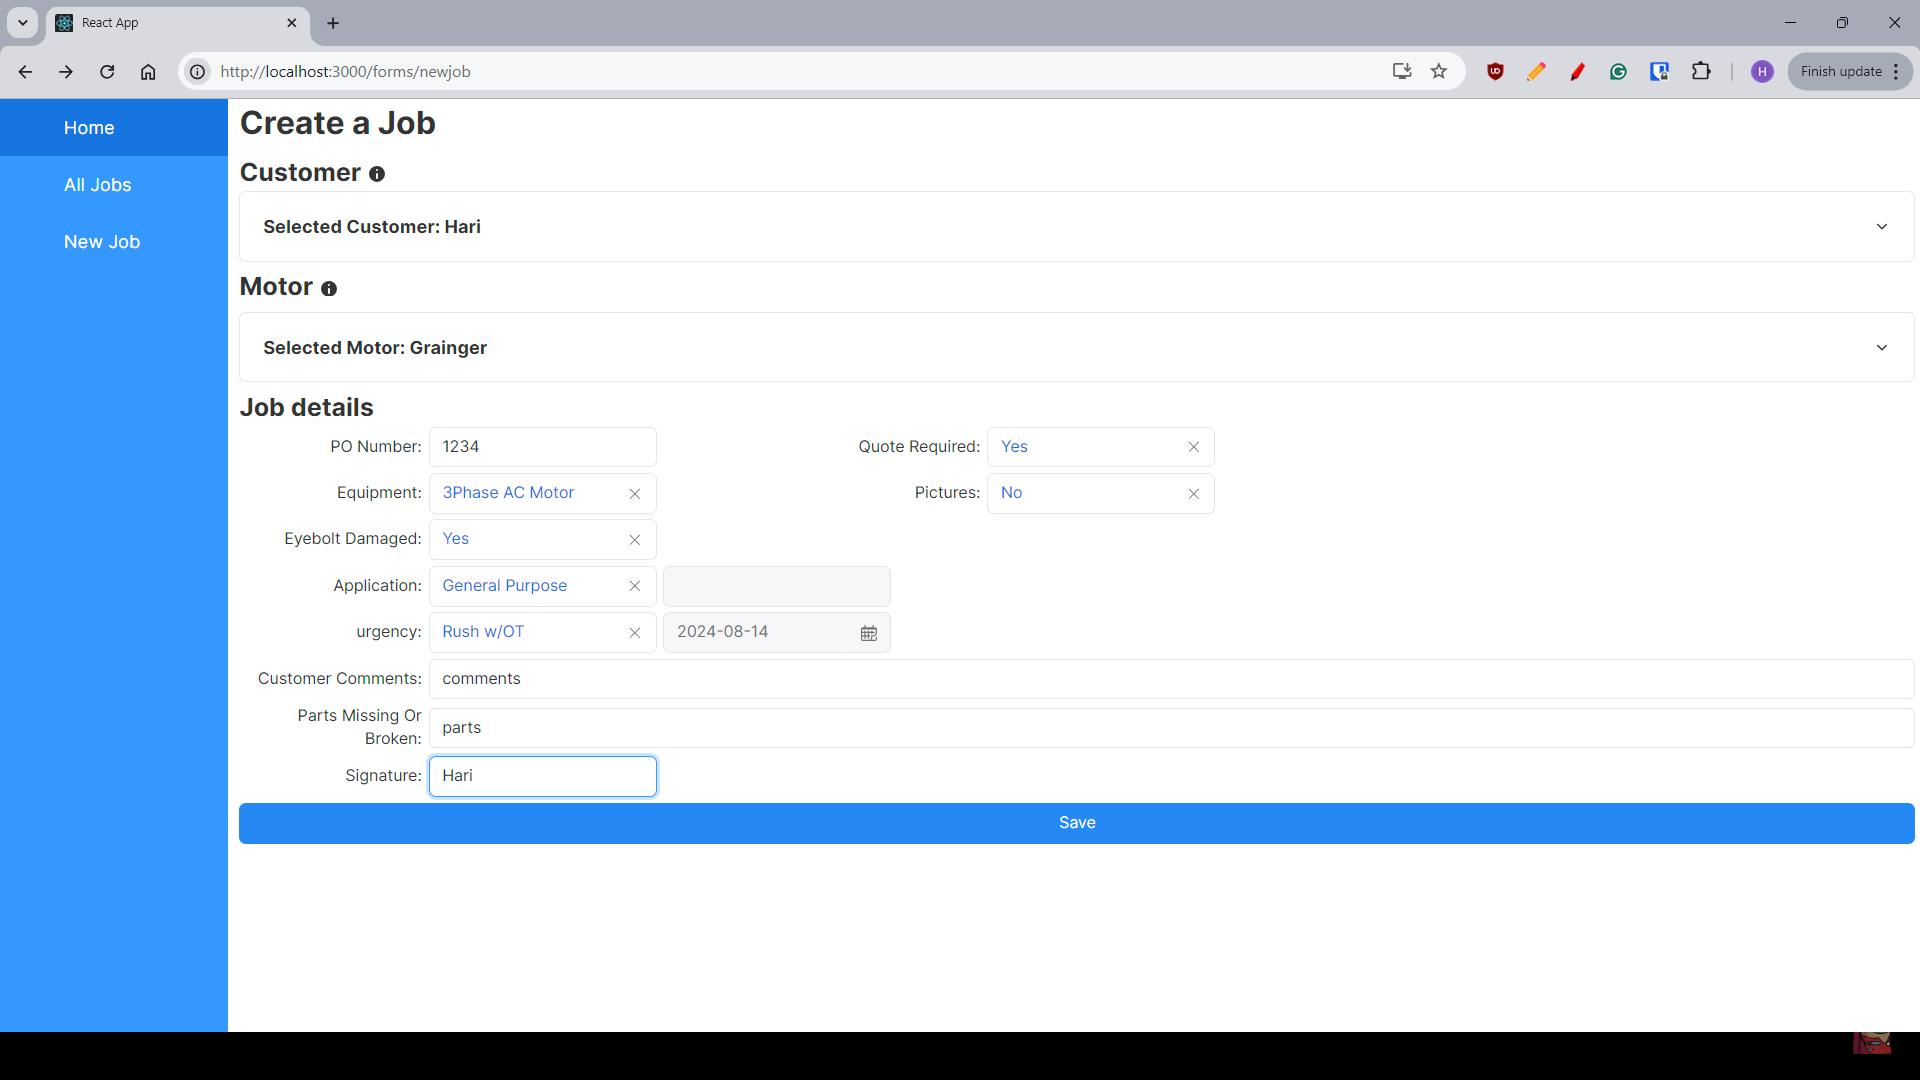 React App
http://localhost:3000/forms/newjob
H
Finish update
Home
All Jobs
New Job
Create a Job
Customer
Selected Customer: Hari
Motor
Selected Motor: Grainger
Job details
PO Number: 1234 Quote Required: Yes
Equipment: 3Phase AC Motor Pictures: No
Eyebolt Damaged: Yes
Application: General Purpose
urgency: Rush w/OT 2024-08-14
Customer Comments: comments
Parts Missing Or
Broken: parts
Signature: Hari
Save